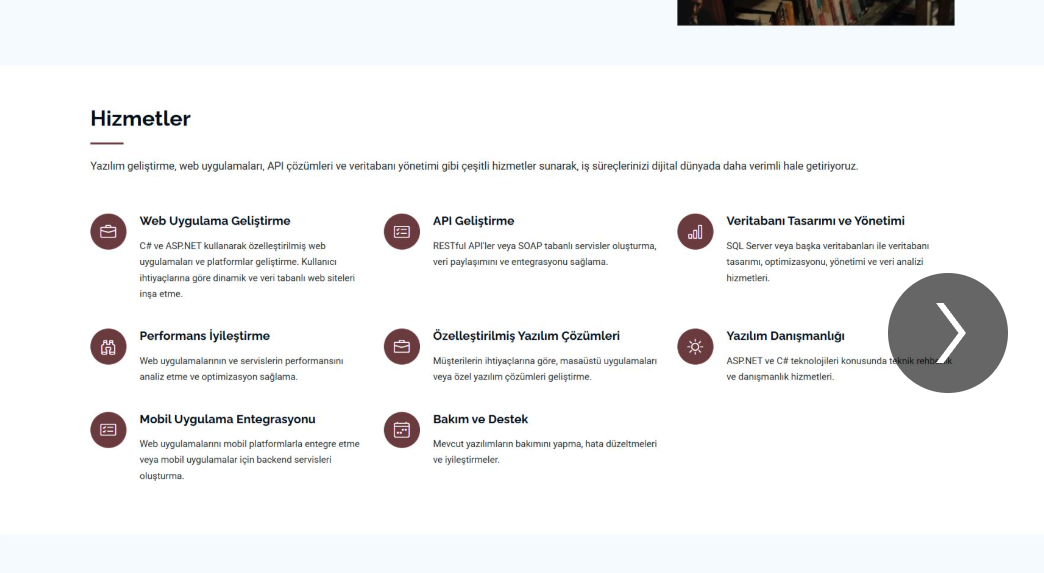 Hizmetler
Yazılım geliştirme, web uygulamaları, API çözümleri ve veritabanı yönetimi gibi çeşitli hizmetler sunarak, iş süreçlerinizi dijital dünyada daha verimli hale getiriyoruz.
Web Uygulama Geliştirme
C# ve ASP.NET kullanarak özelleştirilmiş web
uygulamaları ve platformlar geliştirme. Kullanıcı
ihtiyaçlarına göre dinamik ve veri tabanlı web siteleri
inşa etme.
API Geliştirme
RESTful API'ler veya SOAP tabanlı servisler oluşturma,
veri paylaşımını ve entegrasyonu sağlama.
Veritabanı Tasarımı ve Yönetimi
SQL Server veya başka veritabanları ile veritabanı
tasarımı, optimizasyonu, yönetimi ve veri analizi
hizmetleri.
Performans İyileştirme
Web uygulamalarının ve servislerin performansını
analiz etme ve optimizasyon sağlama.
Özelleştirilmiş Yazılım Çözümleri
Müşterilerin ihtiyaçlarına göre, masaüstü uygulamaları
veya özel yazılım çözümleri geliştirme.
Yazılım Danışmanlığı
ASP.NET ve C# teknolojileri konusunda teknik
ve danışmanlık hizmetleri.
Mobil Uygulama Entegrasyonu
Web uygulamalarını mobil platformlarla entegre etme
veya mobil uygulamalar için backend servisleri
oluşturma.
Bakım ve Destek
Mevcut yazılımların bakımını yapma, hata düzeltmeleri
ve iyileştirmeler.